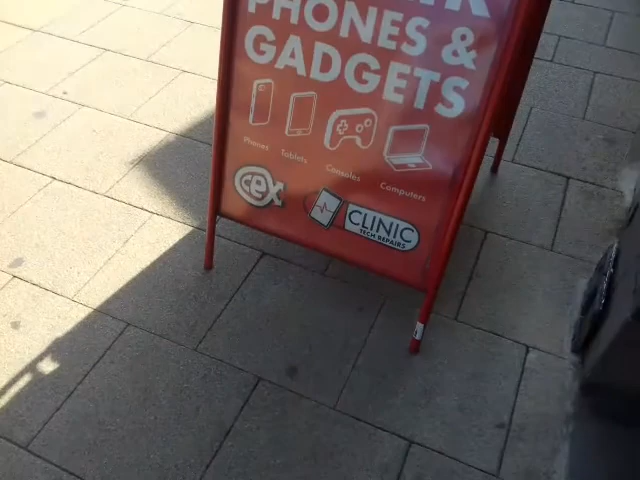 PHONES &
GADGETS
Phones Tablets Consoles Computers
cex
CLINIC
TECH REPAIRS